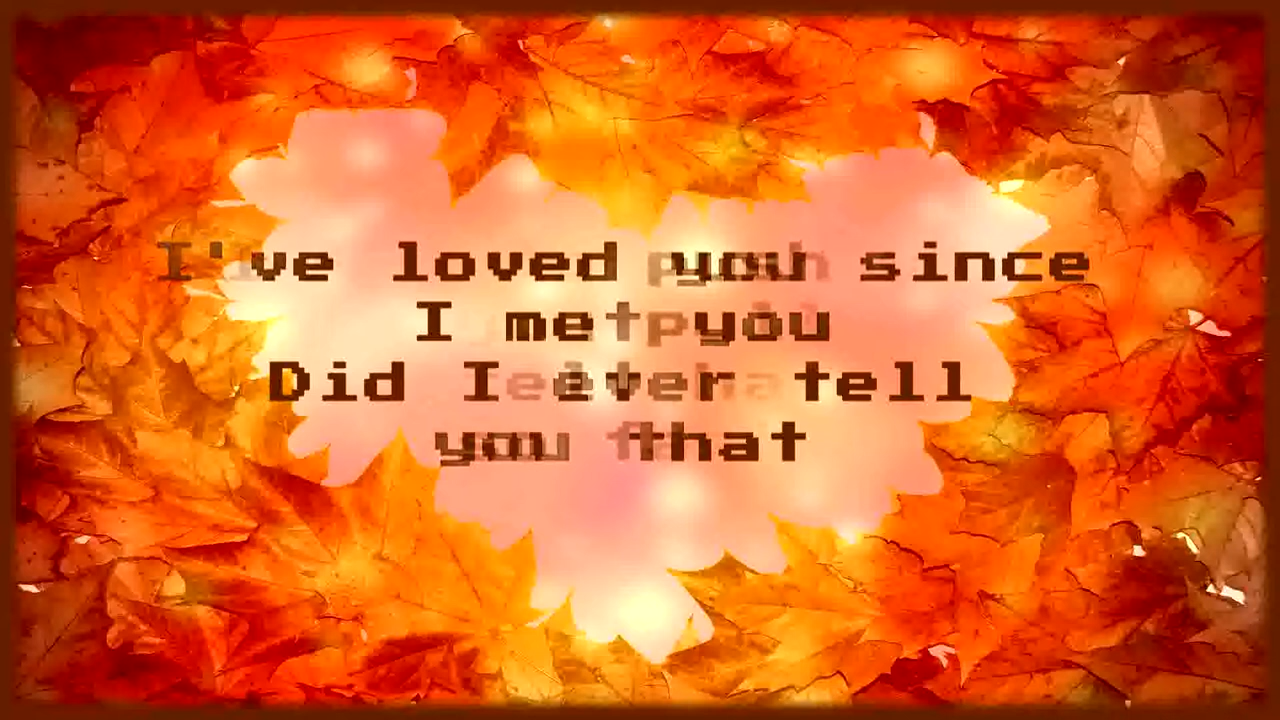 I've loved you since
I met you
Did I ever tell
you that